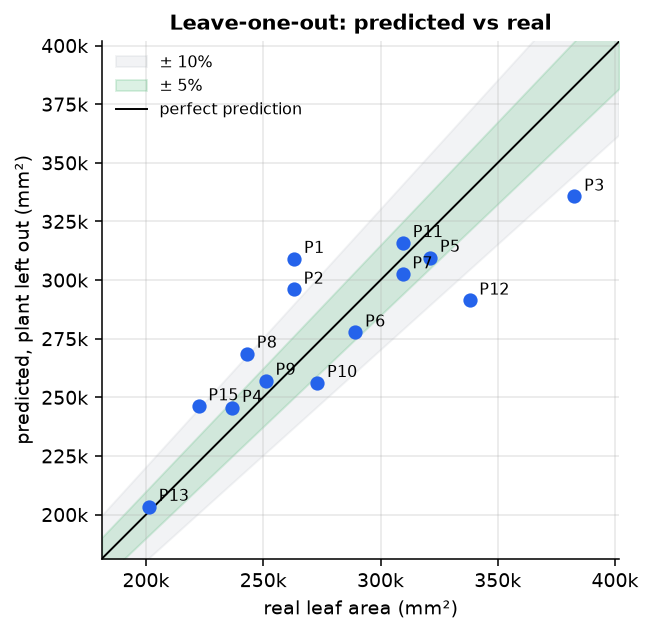 Leave-one-out: predicted vs real
± 10%
± 5%
perfect prediction
predicted, plant left out (mm²)
400k
375k
350k
325k
300k
275k
250k
225k
200k
P3
P1
P11
P5
P7
P2
P12
P6
P8
P9
P10
P15
P4
P13
200k
250k
300k
350k
400k
real leaf area (mm²)